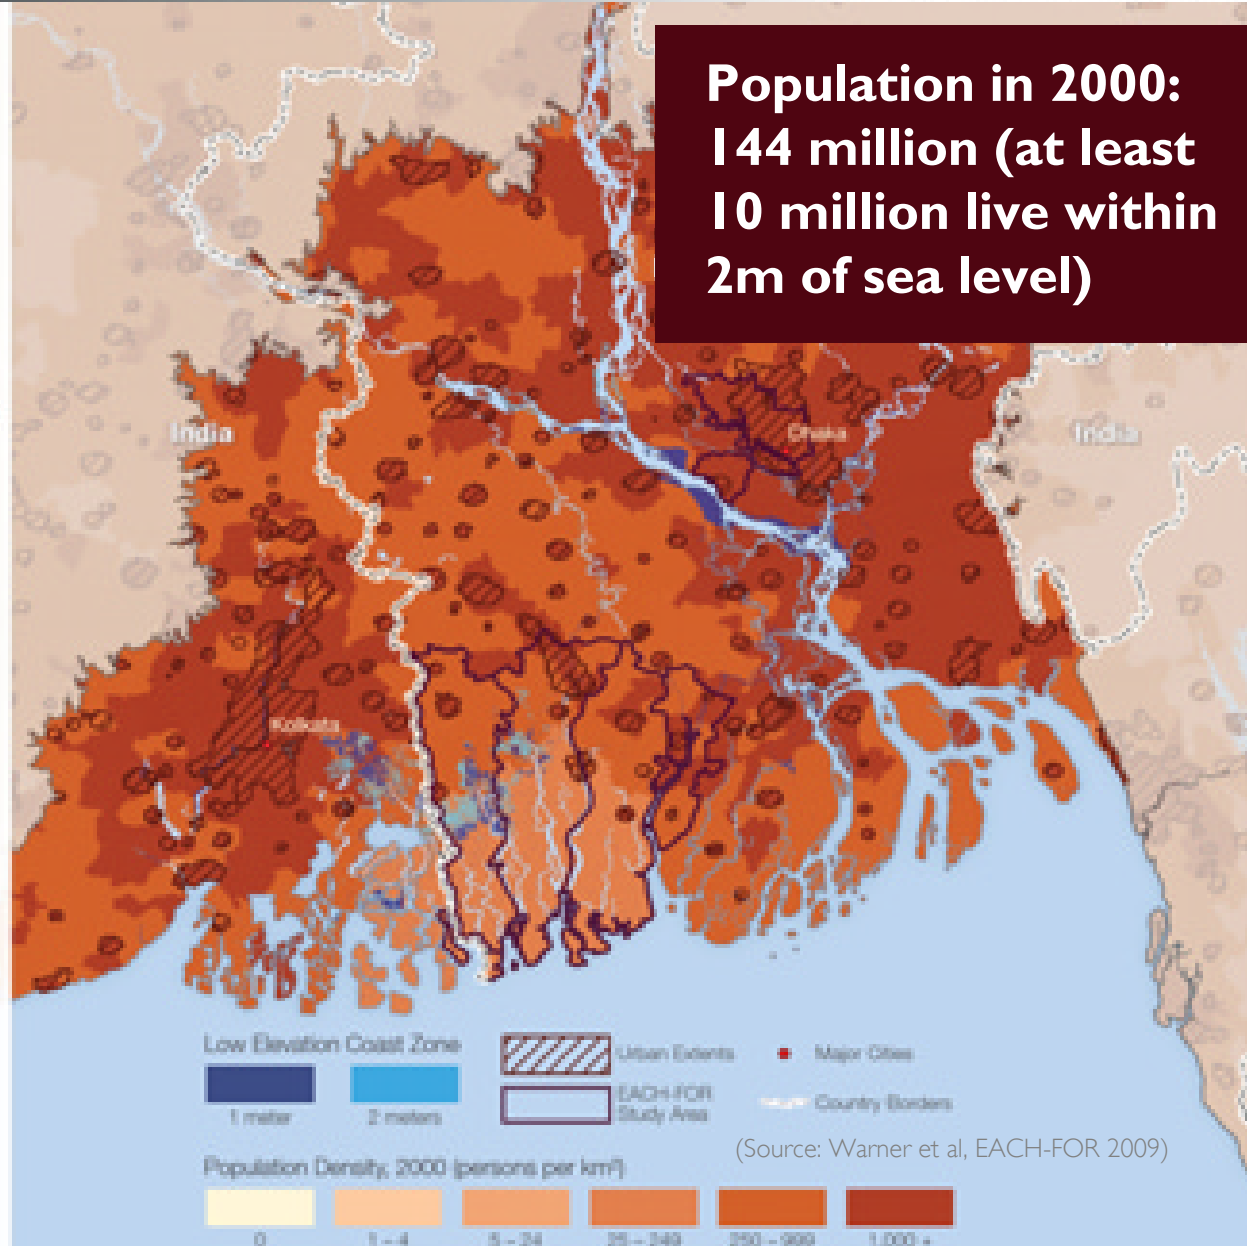 Population in 2000:
144 million (at least
10 million live within
2m of sea level)
India
Dhaka
India
Kolkata
Low Elevation Coast Zone
1 meter
2 meters
Urban Extents
EACH-FOR
Study Area
Major Cities
Country Borders
(Source: Warner et al, EACH-FOR 2009)
Population Density, 2000 (persons per km²)
0
1 – 4
5 – 24
25 – 249
250 – 999
1,000 +